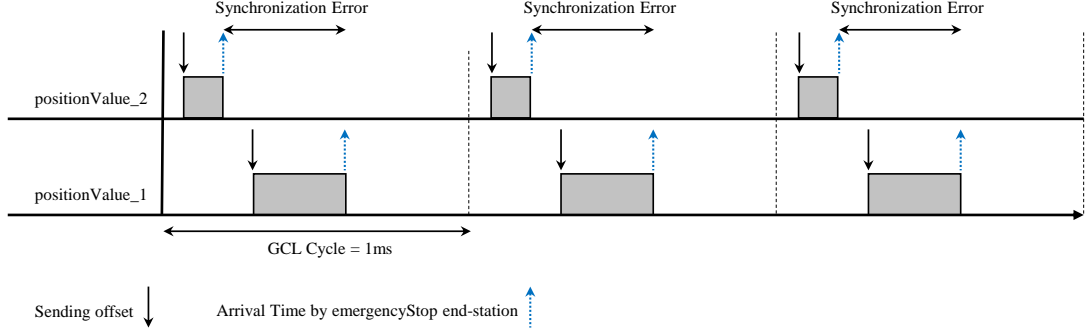 Synchronization Error Synchronization Error Synchronization Error
positionValue_2
positionValue_1
GCL Cycle = 1ms
Sending offset Arrival Time by emergencyStop end-station